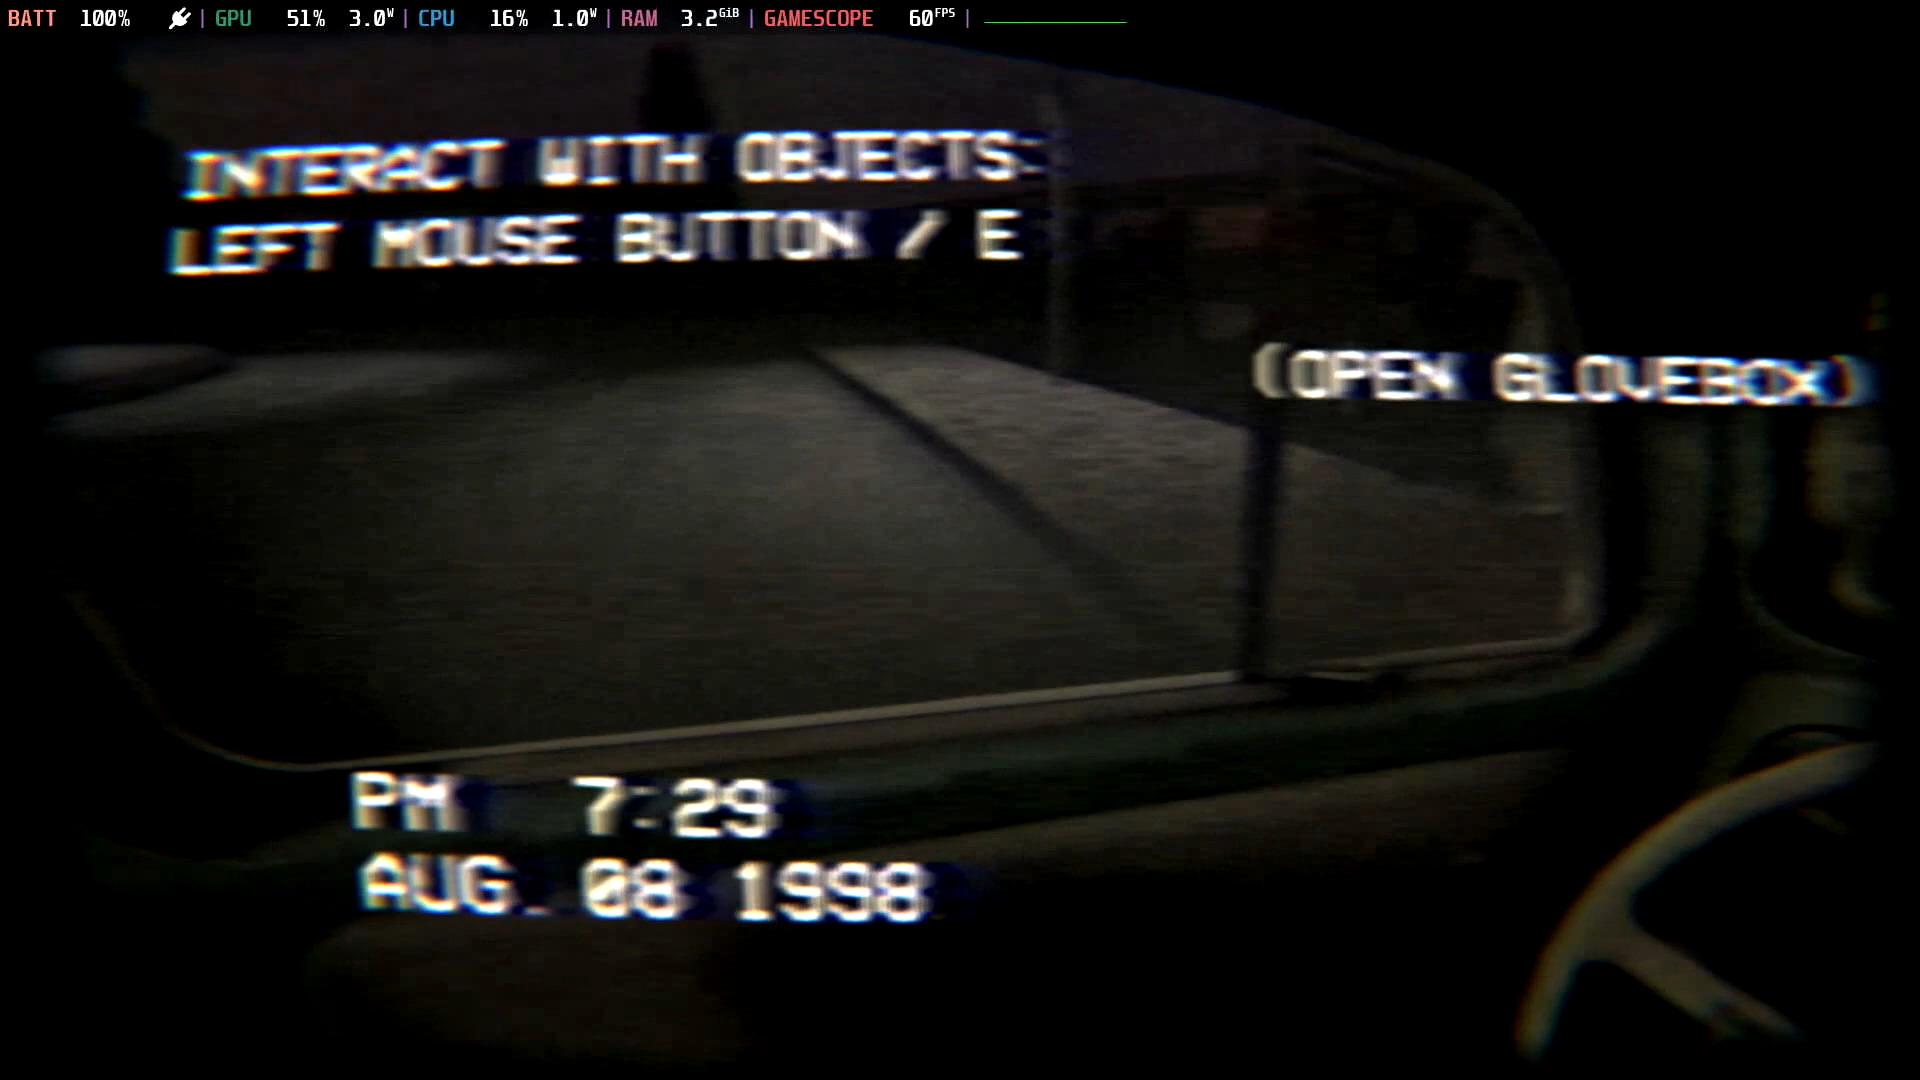 BATT 100% GPU 51% 3.0W CPU 16% 1.0W RAM 3.2GiB GAMESCOPE 60FPS
INTERACT WITH OBJECTS:
LEFT MOUSE BUTTON / E
(OPEN GLOVEBOX)
PM 7:29
AUG. 08 1998